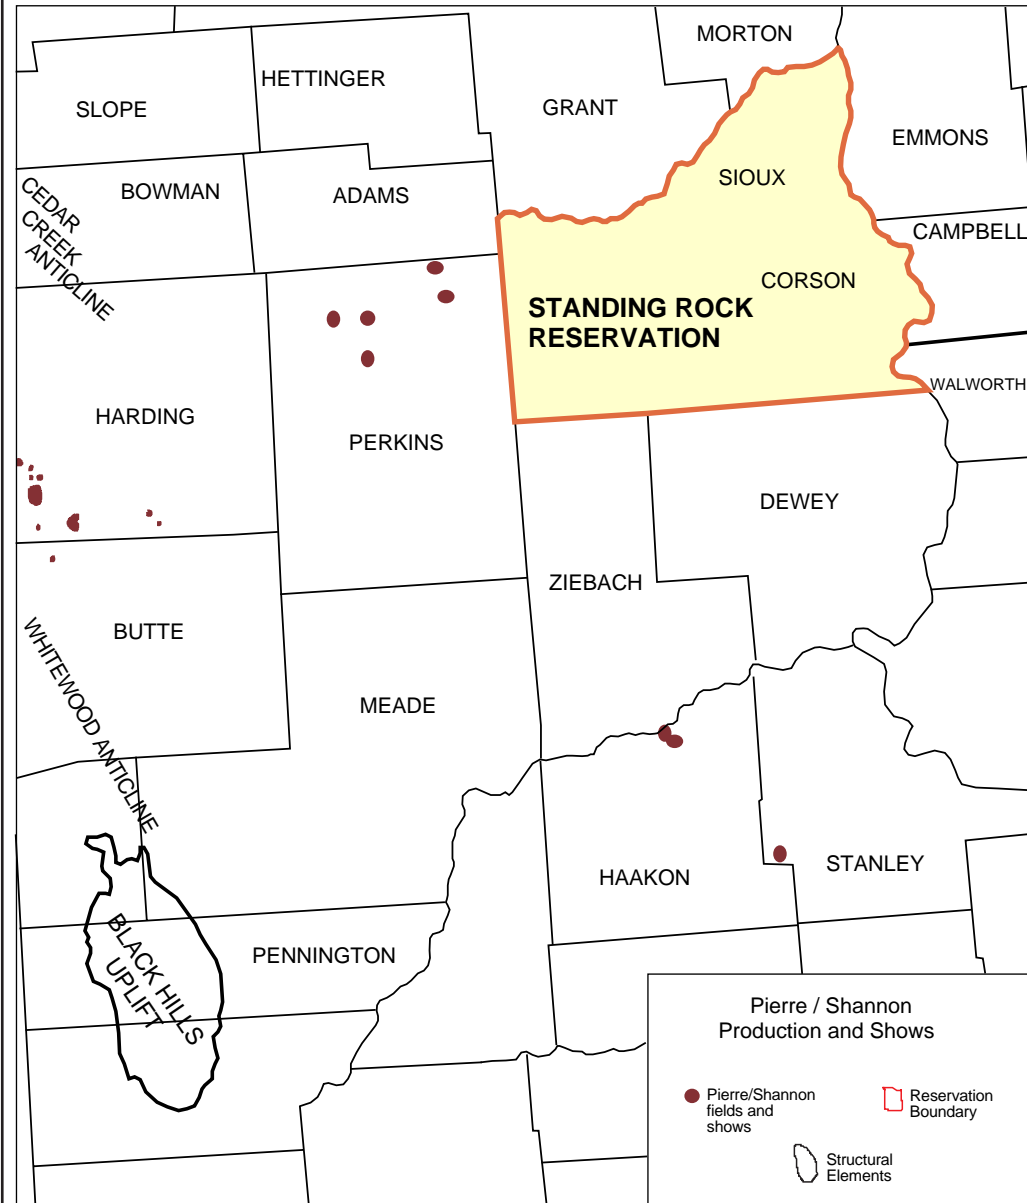 MORTON
HETTINGER
SLOPE
GRANT
EMMONS
SIOUX
BOWMAN
ADAMS
CEDAR
CREEK
ANTICLINE
CAMPBELL
CORSON
STANDING ROCK
RESERVATION
WALWORTH
HARDING
PERKINS
DEWEY
ZIEBACH
BUTTE
WHITEWOOD ANTICLINE
MEADE
HAAKON
STANLEY
BLACK HILLS
UPLIFT
PENNINGTON
Pierre / Shannon
Production and Shows
Pierre/Shannon
fields and
shows
Reservation
Boundary
Structural
Elements